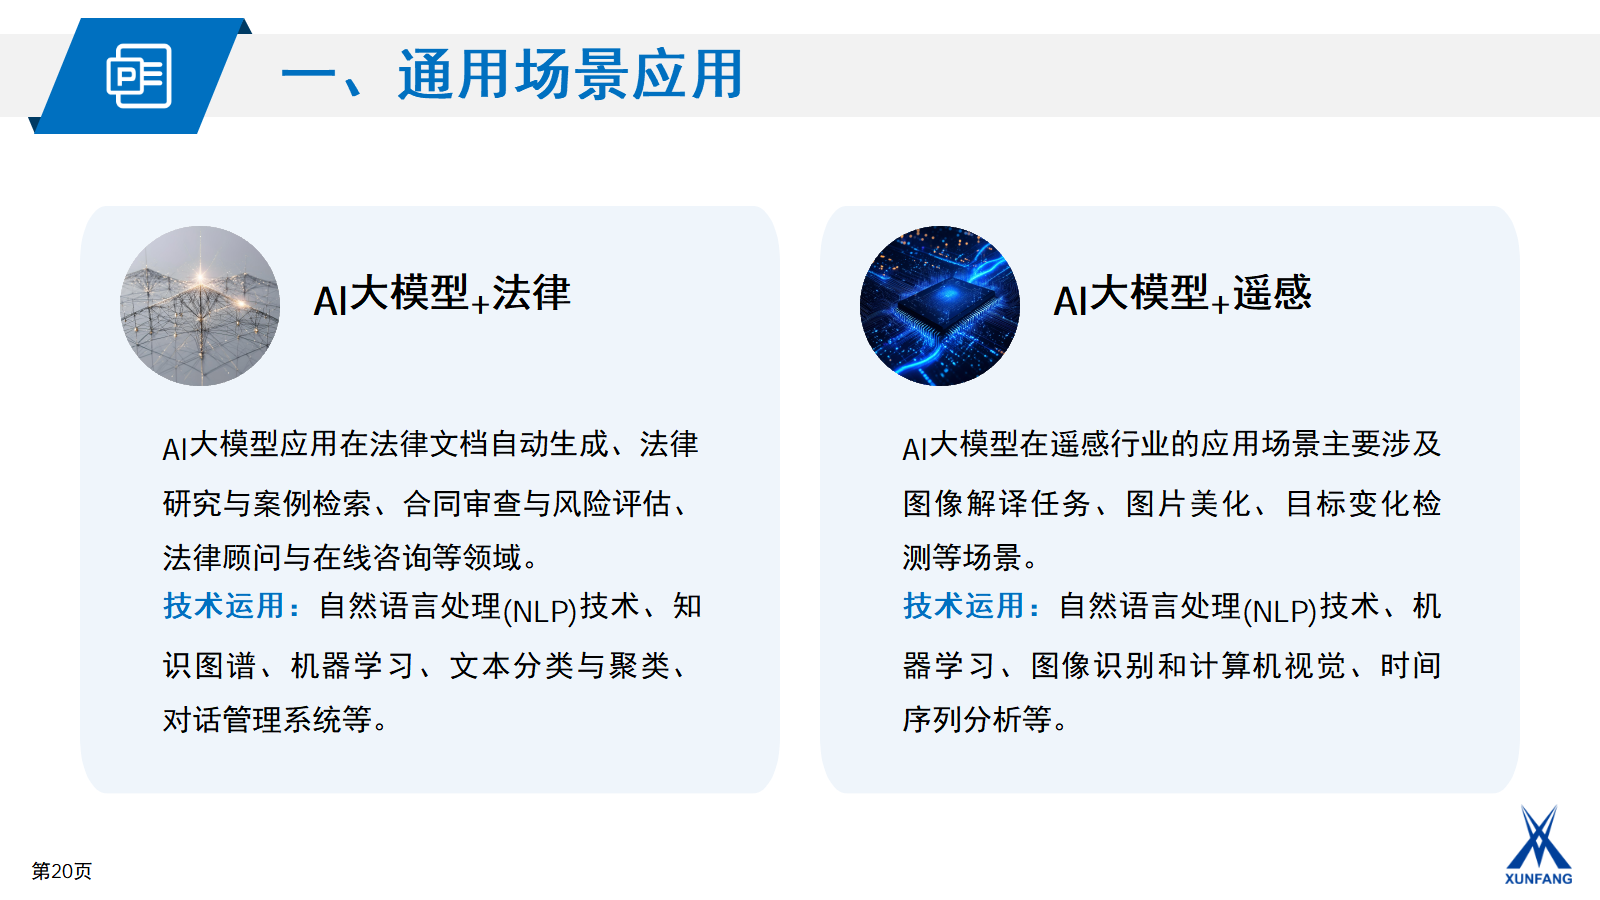 一、通用场景应用
AI大模型+法律
AI大模型应用在法律文档自动生成、法律
研究与案例检索、合同审查与风险评估、
法律顾问与在线咨询等领域。
技术运用：自然语言处理(NLP)技术、知
识图谱、机器学习、文本分类与聚类、
对话管理系统等。
AI大模型+遥感
AI大模型在遥感行业的应用场景主要涉及
图像解译任务、图片美化、目标变化检
测等场景。
技术运用：自然语言处理(NLP)技术、机
器学习、图像识别和计算机视觉、时间
序列分析等。
第20页
XUNFANG